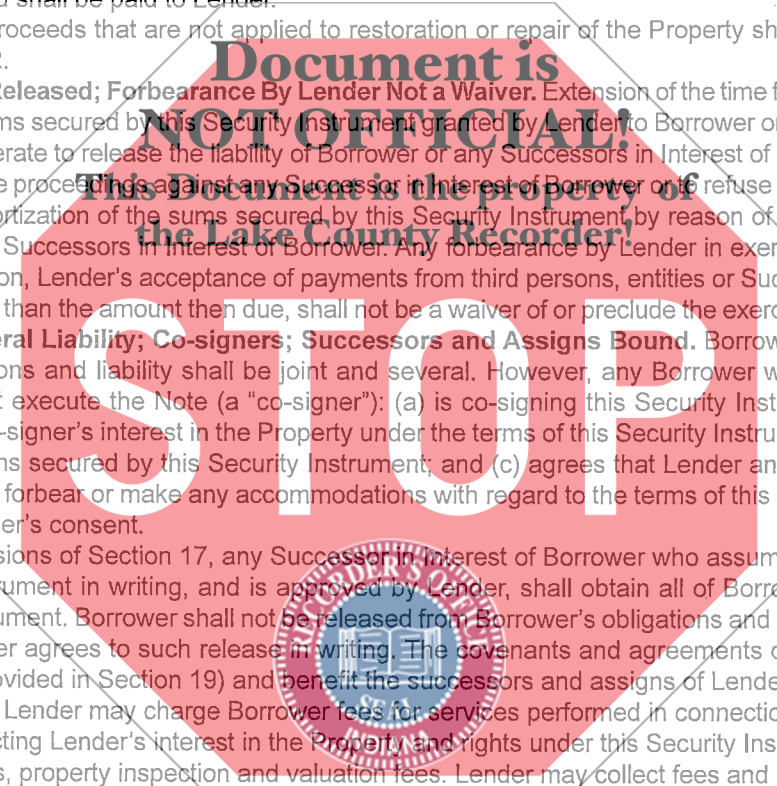 d shall be paid to Lender.
roceeds that are not applied to restoration or repair of the Property sh
2.
Released; Forbearance By Lender Not a Waiver. Extension of the time f
ms secured by this Security Instrument granted by Lender to Borrower or
erate to release the liability of Borrower or any Successors in Interest of
e proceedings against any Successor in Interest of Borrower or to refuse
ortization of the sums secured by this Security Instrument by reason of
Successors in Interest of Borrower. Any forbearance by Lender in exer
on, Lender's acceptance of payments from third persons, entities or Suc
than the amount then due, shall not be a waiver of or preclude the exerc
eral Liability; Co-signers; Successors and Assigns Bound. Borrow
ons and liability shall be joint and several. However, any Borrower w
t execute the Note (a “co-signer”): (a) is co-signing this Security Inst
-signer's interest in the Property under the terms of this Security Instru
ms secured by this Security Instrument; and (c) agrees that Lender an
forbear or make any accommodations with regard to the terms of this
er's consent.
sions of Section 17, any Successor in Interest of Borrower who assum
rument in writing, and is approved by Lender, shall obtain all of Borro
ument. Borrower shall not be released from Borrower's obligations and
er agrees to such release in writing. The covenants and agreements o
ovided in Section 19) and benefit the successors and assigns of Lende
Lender may charge Borrower fees for services performed in connectio
cting Lender's interest in the Property and rights under this Security Ins
s, property inspection and valuation fees. Lender may collect fees and
Document is
NOT OFFICIAL!
This Document is the property of
the Lake County Recorder!
STOP
RECORDER'S OFFICE
SEAL
INDIANA